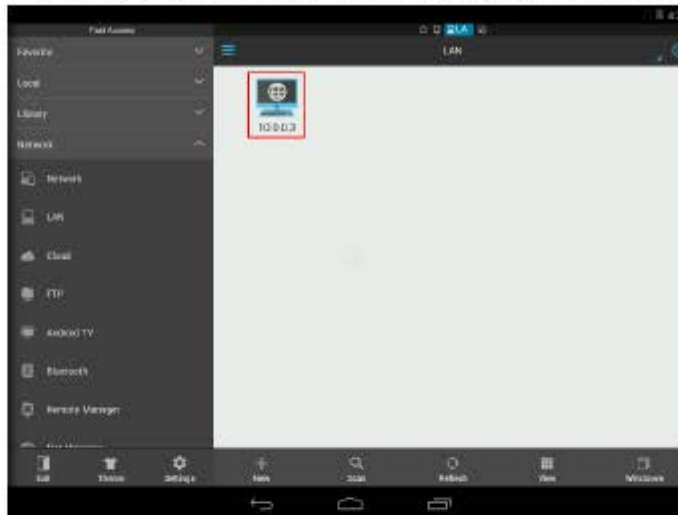 Fast Access
Favorite
Local
Library
Network
Network
LAN
Cloud
FTP
Android TV
Bluetooth
Remote Manager
Exit
Theme
Settings
LAN
10.0.0.3
New
Scan
Refresh
View
Windows